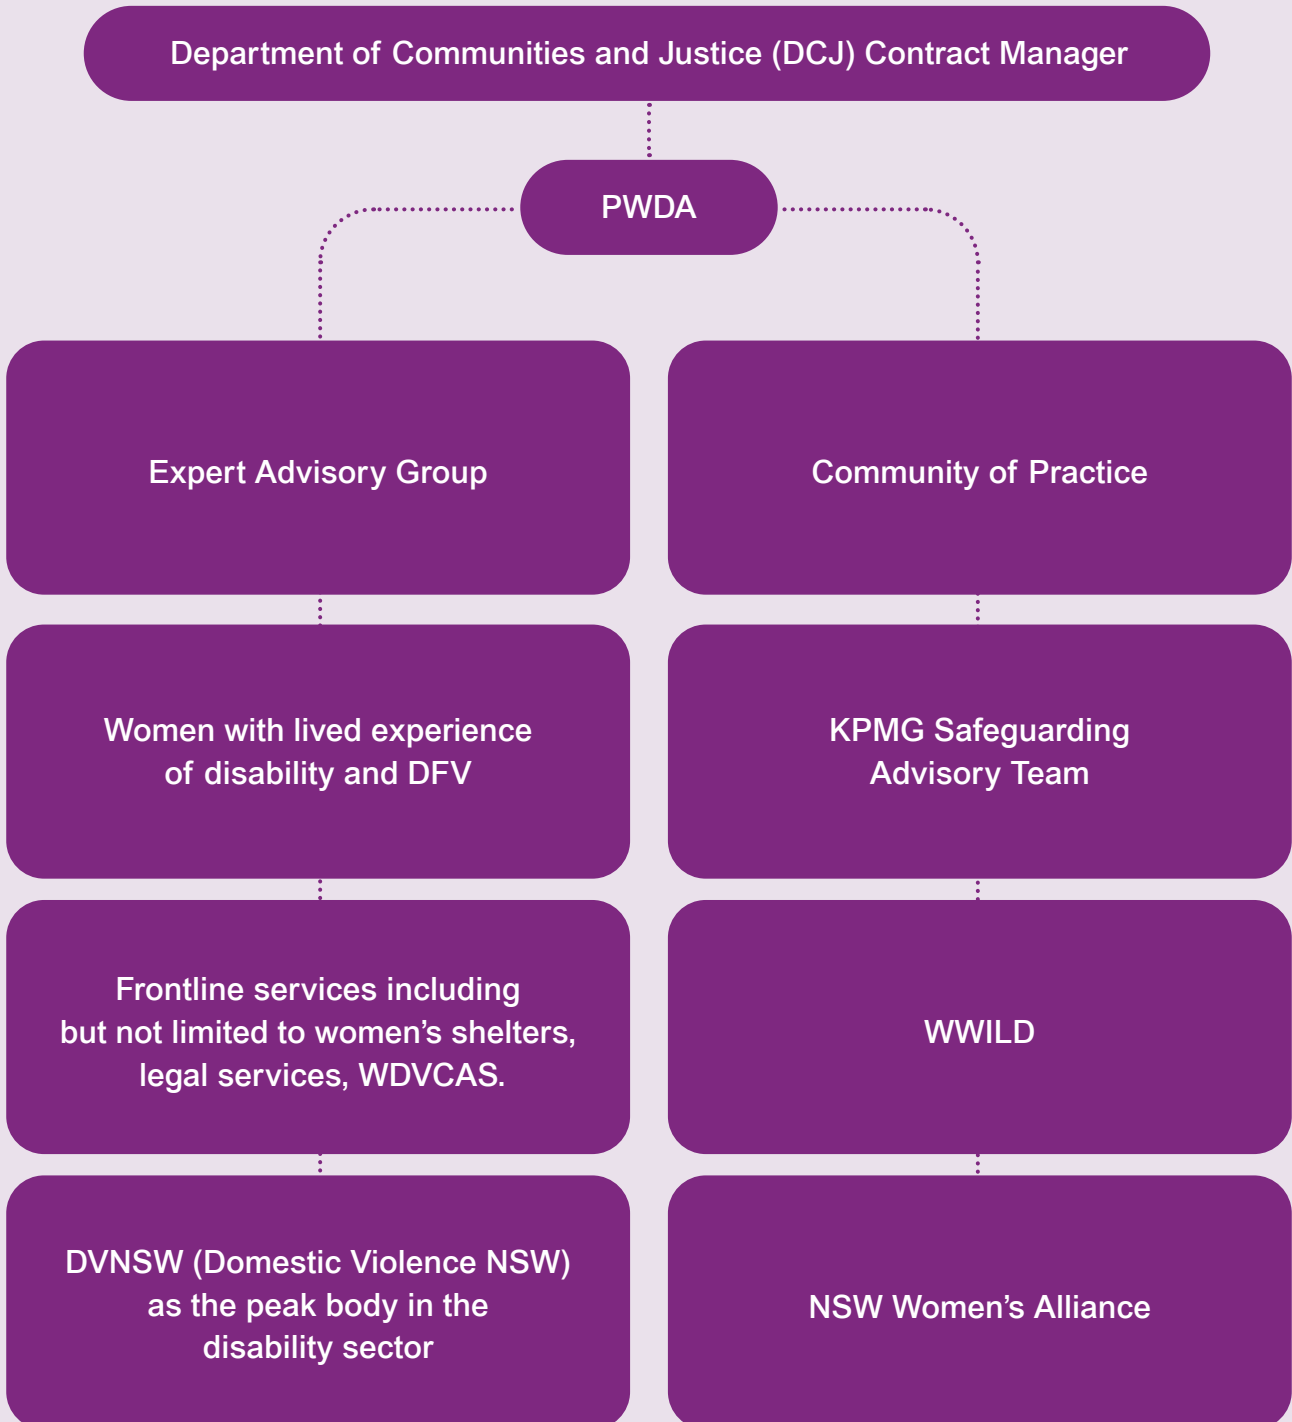 Department of Communities and Justice (DCJ) Contract Manager
PWDA
Expert Advisory Group
Community of Practice
Women with lived experience
of disability and DFV
KPMG Safeguarding
Advisory Team
Frontline services including
but not limited to women’s shelters,
legal services, WDVCAS.
WWILD
DVNSW (Domestic Violence NSW)
as the peak body in the
disability sector
NSW Women’s Alliance